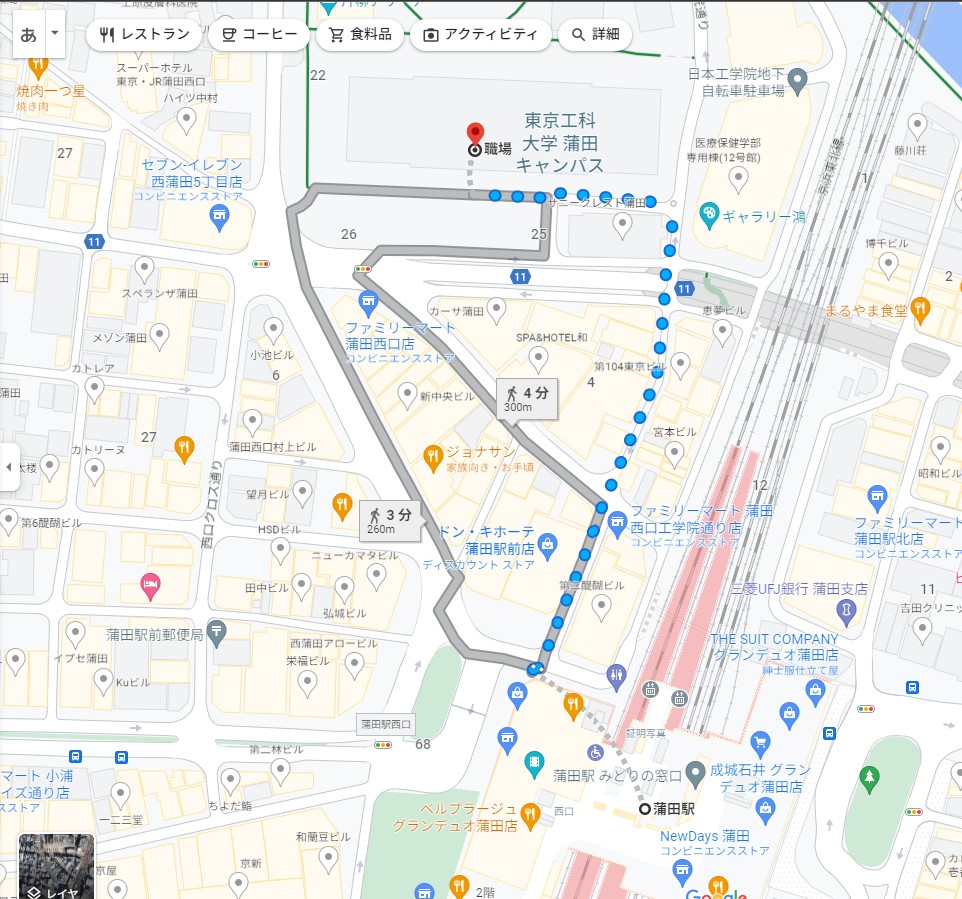 あ
レストラン
コーヒー
食料品
アクティビティ
詳細
22
スーパーホテル
東京・JR蒲田西口
焼肉一つ星
焼き肉
ハイツ中村
27
セブン-イレブン
西蒲田5丁目店
コンビニエンスストア
職場
東京工科
大学 蒲田
キャンパス
日本工学院地下
自転車駐車場
医療保健学部
専用棟(12号館)
藤川荘
京浜東北線
1
ギャラリー鴻
サニークレスト蒲田
26
25
11
11
11
博千ビル
2
スペランザ蒲田
恵夢ビル
まるやま食堂
カーサ蒲田
ファミリーマート
蒲田西口店
コンビニエンスストア
SPA&HOTEL和
メゾン蒲田
小池ビル
6
カトレア
第104東京ビル
4
新中央ビル
4 分
300m
蒲田
27
蒲田西口村上ビル
カトリーヌ
宮本ビル
ジョナサン
家族向き・お手頃
太楼
昭和ビル
望月ビル
西口クロス通り
12
第6醍醐ビル
HSDビル
3 分
260m
ドン・キホーテ
蒲田駅前店
ディスカウント ストア
ファミリーマート 蒲田
西口工学院通り店
コンビニエンスストア
ファミリーマート
蒲田駅北店
コンビニエンスス
ニューカマタビル
田中ビル
弘城ビル
第二醍醐ビル
三菱UFJ銀行 蒲田支店
11
吉田クリニッ
蒲田駅前郵便局
西蒲田アロービル
栄福ビル
イプセ蒲田
Kuビル
THE SUIT COMPANY
グランデュオ蒲田店
紳士服仕立て屋
蒲田駅西口
68
第二林ビル
証明写真
蒲田駅 みどりの窓口
成城石井 グラン
デュオ蒲田店
マート 小浦
イズ通り店
スストア
ちよだ鮨
一二三堂
ベルプラージュ
グランデュオ蒲田店
西口
蒲田駅
NewDays 蒲田
コンビニエンスストア
和蘭豆ビル
京屋
京新
カトレ
レイヤ
2階
Google